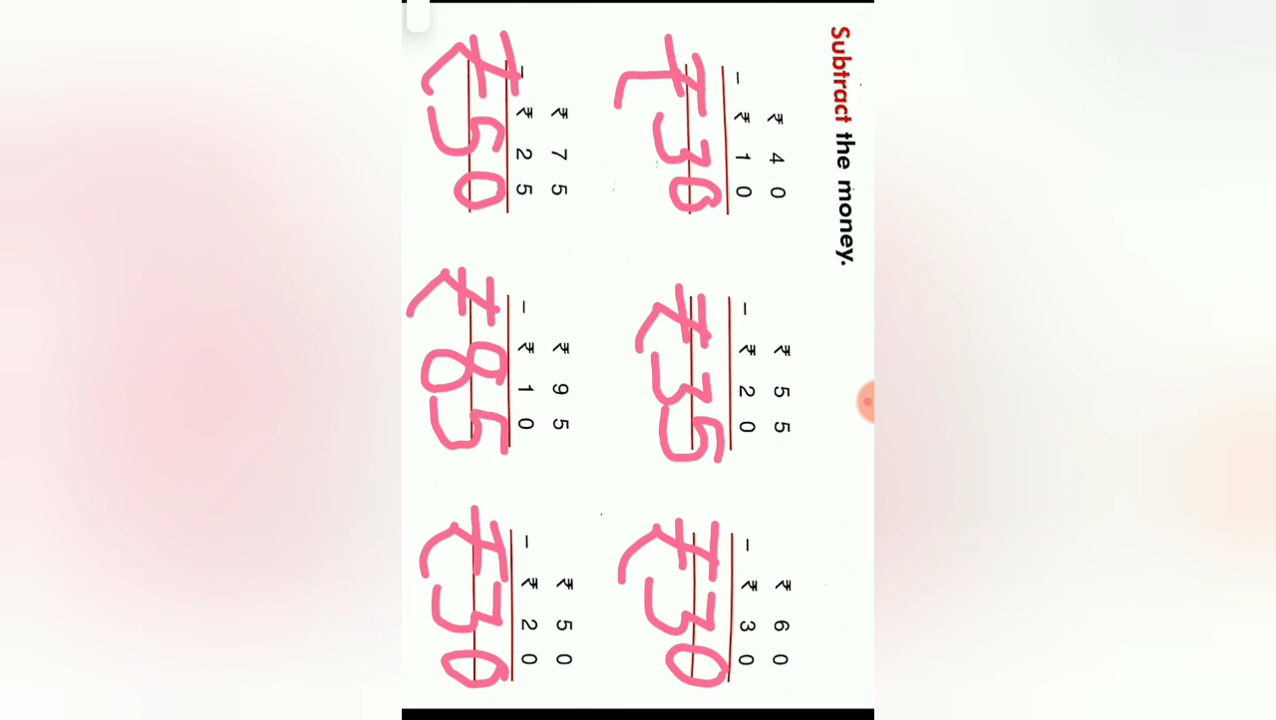 Subtract the money.
₹ 4 0 ₹ 5 5 ₹ 6 0
- ₹ 1 0 - ₹ 2 0 - ₹ 3 0
₹30 ₹35 ₹30
₹ 7 5 ₹ 9 5 ₹ 5 0
- ₹ 2 5 - ₹ 1 0 - ₹ 2 0
₹50 ₹85 ₹30